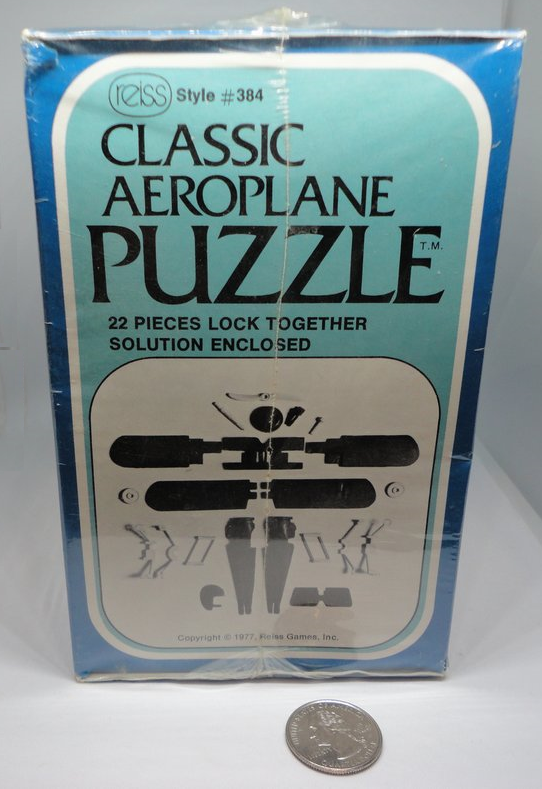 reiss Style #384
CLASSIC
AEROPLANE
PUZZLE T.M.
22 PIECES LOCK TOGETHER
SOLUTION ENCLOSED
Copyright © 1977, Reiss Games, Inc.